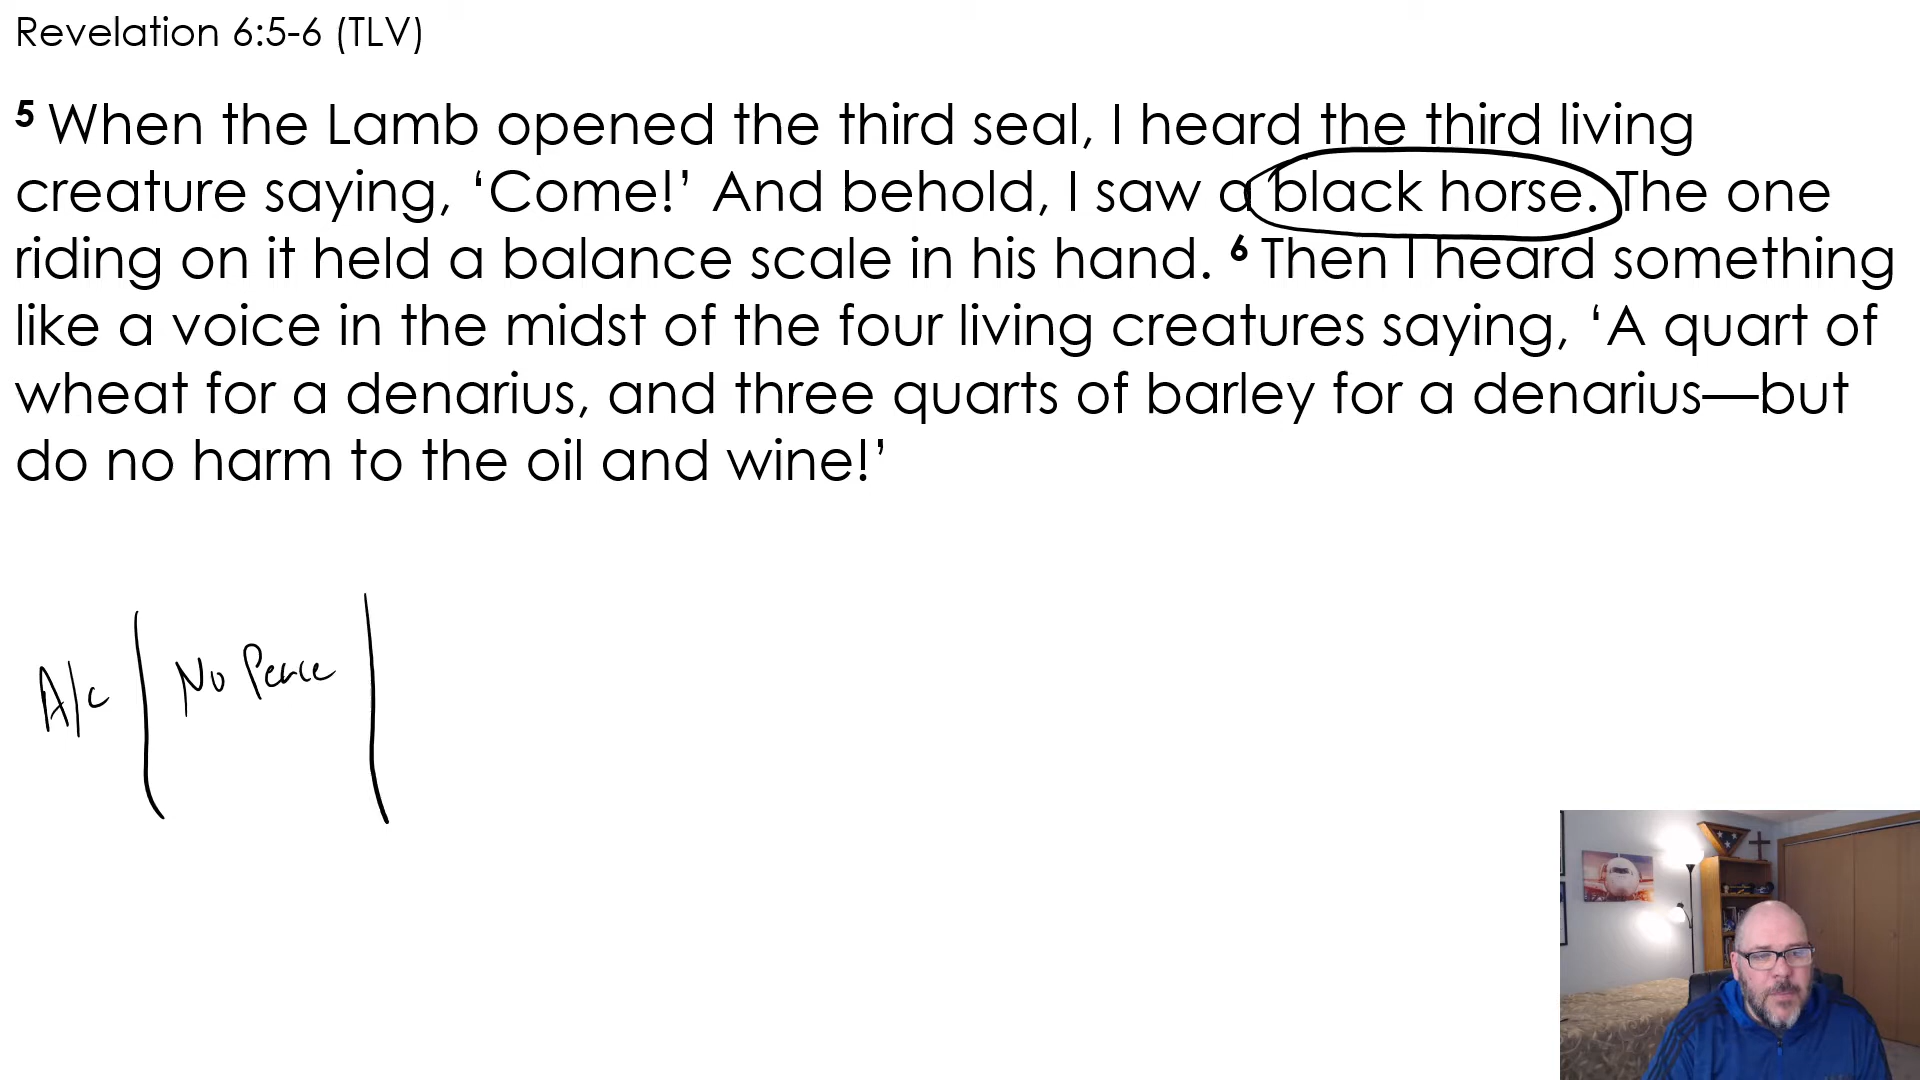 Revelation 6:5-6 (TLV)
5 When the Lamb opened the third seal, I heard the third living
creature saying, ‘Come!’ And behold, I saw a black horse. The one
riding on it held a balance scale in his hand. 6 Then I heard something
like a voice in the midst of the four living creatures saying, ‘A quart of
wheat for a denarius, and three quarts of barley for a denarius—but
do no harm to the oil and wine!’
A/c No Peace